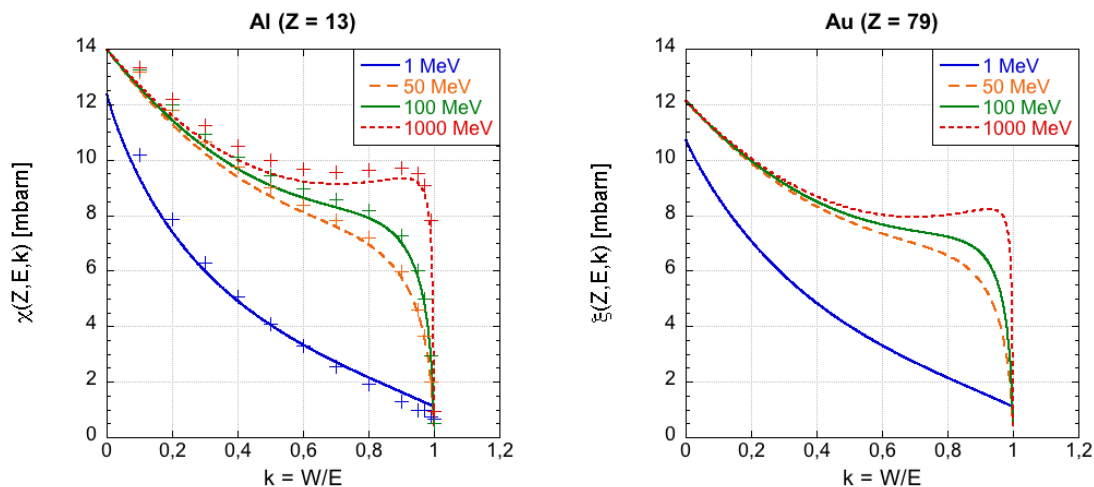 Al (Z = 13)
14
12
10
8
6
4
2
0
χ(Z,E,k) [mbarn]
1 MeV
50 MeV
100 MeV
1000 MeV
0 0,2 0,4 0,6 0,8 1 1,2
k = W/E
Au (Z = 79)
14
12
10
8
6
4
2
0
ξ(Z,E,k) [mbarn]
1 MeV
50 MeV
100 MeV
1000 MeV
0 0,2 0,4 0,6 0,8 1 1,2
k = W/E